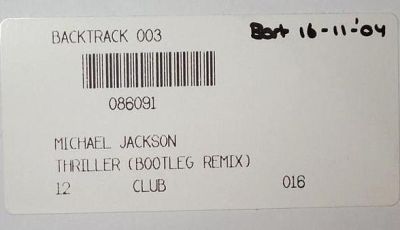 BACKTRACK 003
Bart 16-11-'04
086091
MICHAEL JACKSON
THRILLER (BOOTLEG REMIX)
12 CLUB 016